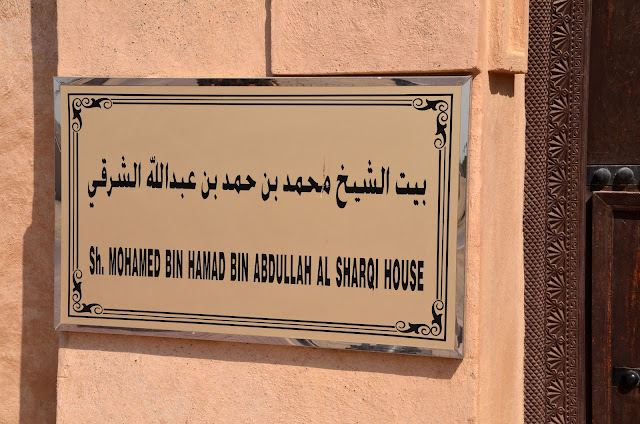 بيت الشيخ محمد بن حمد بن عبدالله الشرقي
Sh. MOHAMED BIN HAMAD BIN ABDULLAH AL SHARQI HOUSE